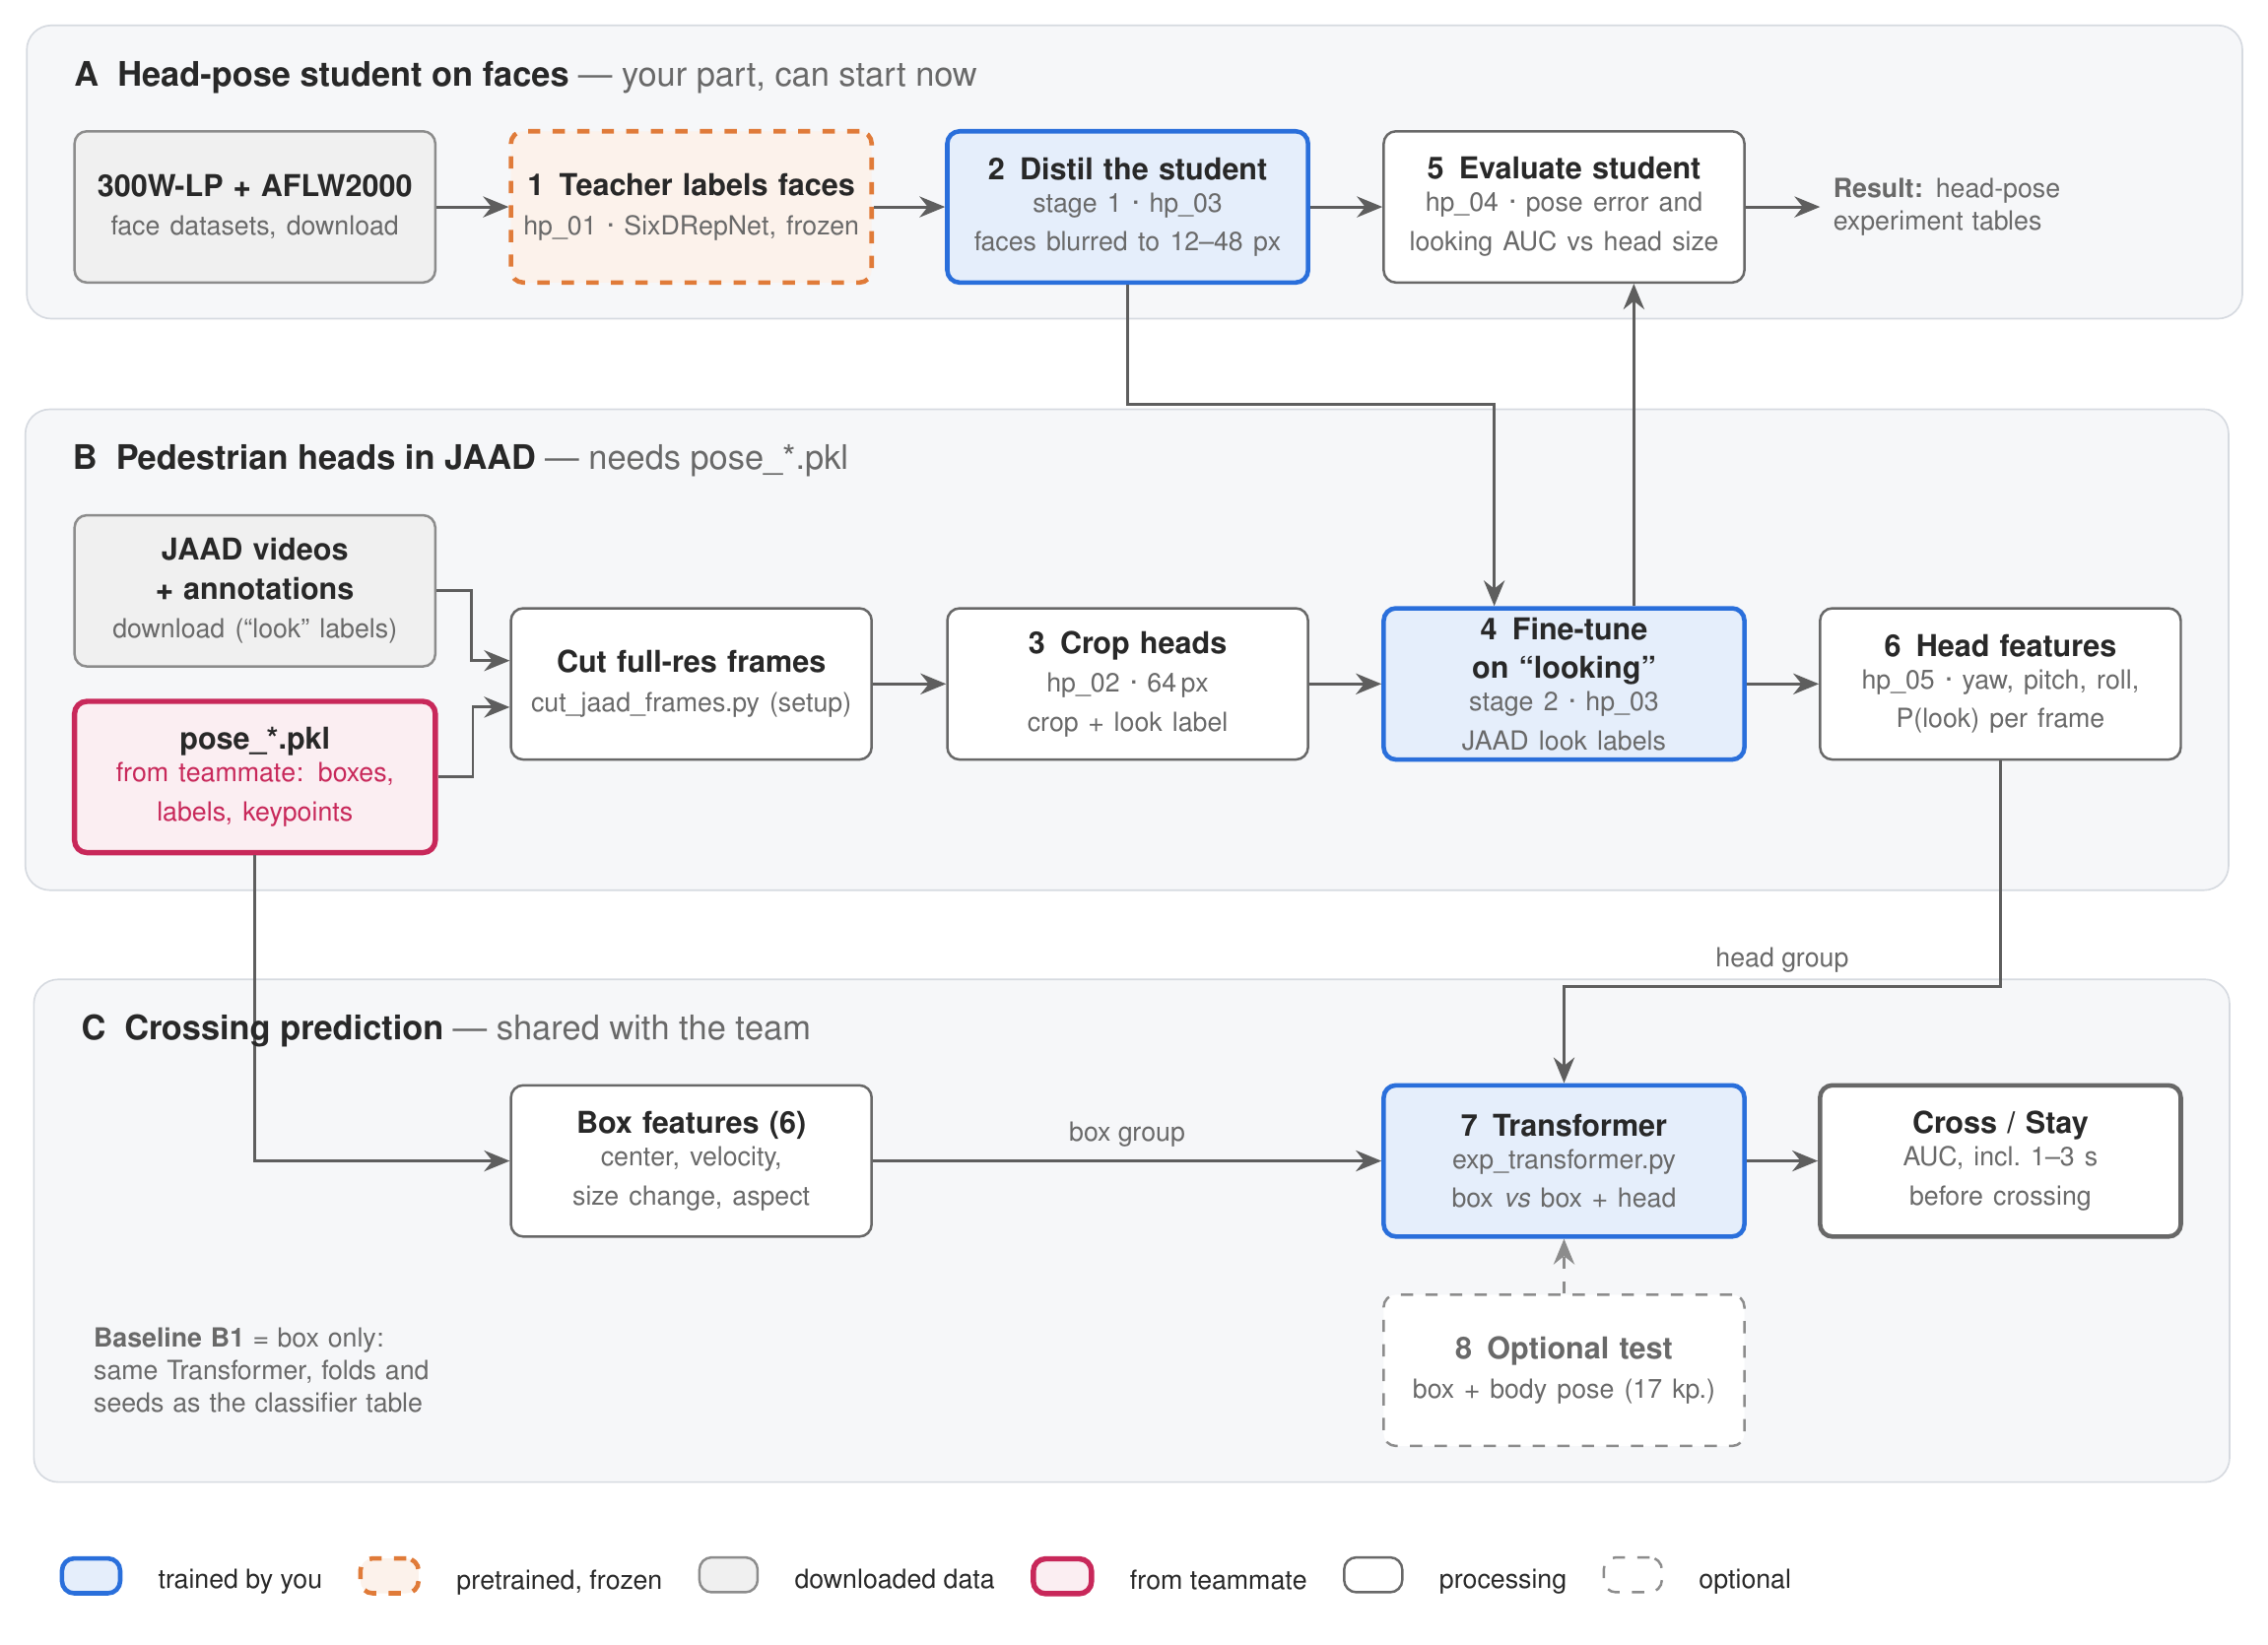 A Head-pose student on faces — your part, can start now
300W-LP + AFLW2000
face datasets, download
1 Teacher labels faces
hp_01 · SixDRepNet, frozen
2 Distil the student
stage 1 · hp_03
faces blurred to 12–48 px
5 Evaluate student
hp_04 · pose error and
looking AUC vs head size
Result: head-pose
experiment tables
B Pedestrian heads in JAAD — needs pose_*.pkl
JAAD videos
+ annotations
download (“look” labels)
pose_*.pkl
from teammate: boxes,
labels, keypoints
Cut full-res frames
cut_jaad_frames.py (setup)
3 Crop heads
hp_02 · 64 px
crop + look label
4 Fine-tune
on “looking”
stage 2 · hp_03
JAAD look labels
6 Head features
hp_05 · yaw, pitch, roll,
P(look) per frame
head group
C Crossing prediction — shared with the team
Box features (6)
center, velocity,
size change, aspect
box group
7 Transformer
exp_transformer.py
box vs box + head
Cross / Stay
AUC, incl. 1–3 s
before crossing
8 Optional test
box + body pose (17 kp.)
Baseline B1 = box only:
same Transformer, folds and
seeds as the classifier table
trained by you
pretrained, frozen
downloaded data
from teammate
processing
optional